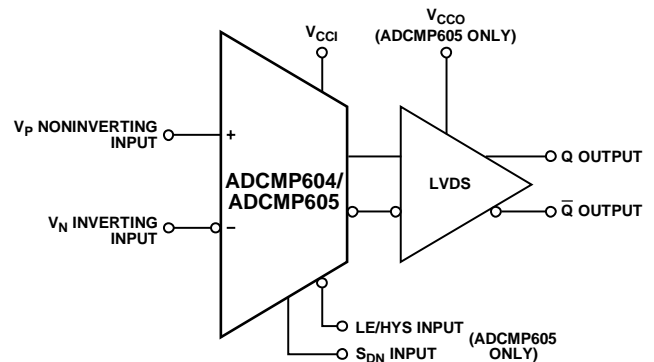 V_CCI
V_CCO
(ADCMP605 ONLY)
V_P NONINVERTING
INPUT
+
ADCMP604/
ADCMP605
LVDS
Q OUTPUT
V_N INVERTING
INPUT
–
Q̅ OUTPUT
LE/HYS INPUT
S_DN INPUT
(ADCMP605
ONLY)